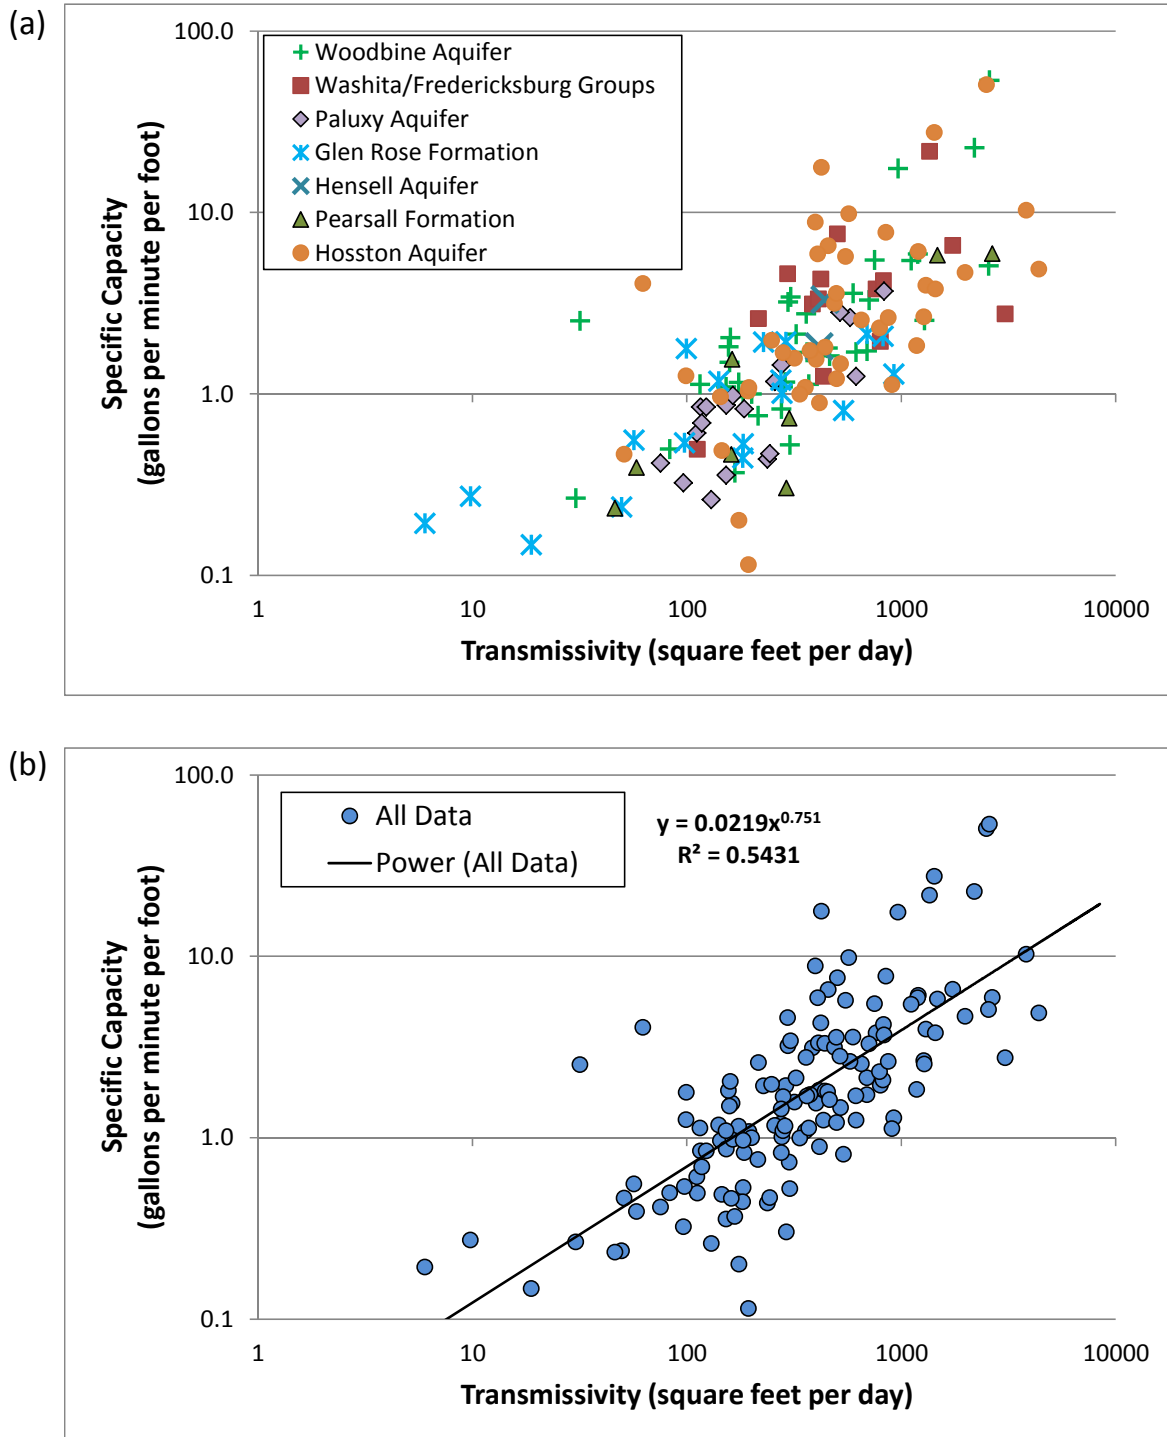 (a)
100.0
10.0
1.0
0.1
Specific Capacity
(gallons per minute per foot)
Woodbine Aquifer
Washita/Fredericksburg Groups
Paluxy Aquifer
Glen Rose Formation
Hensell Aquifer
Pearsall Formation
Hosston Aquifer
1 10 100 1000 10000
Transmissivity (square feet per day)
(b)
100.0
10.0
1.0
0.1
Specific Capacity
(gallons per minute per foot)
All Data
Power (All Data)
y = 0.0219x^0.751
R² = 0.5431
1 10 100 1000 10000
Transmissivity (square feet per day)